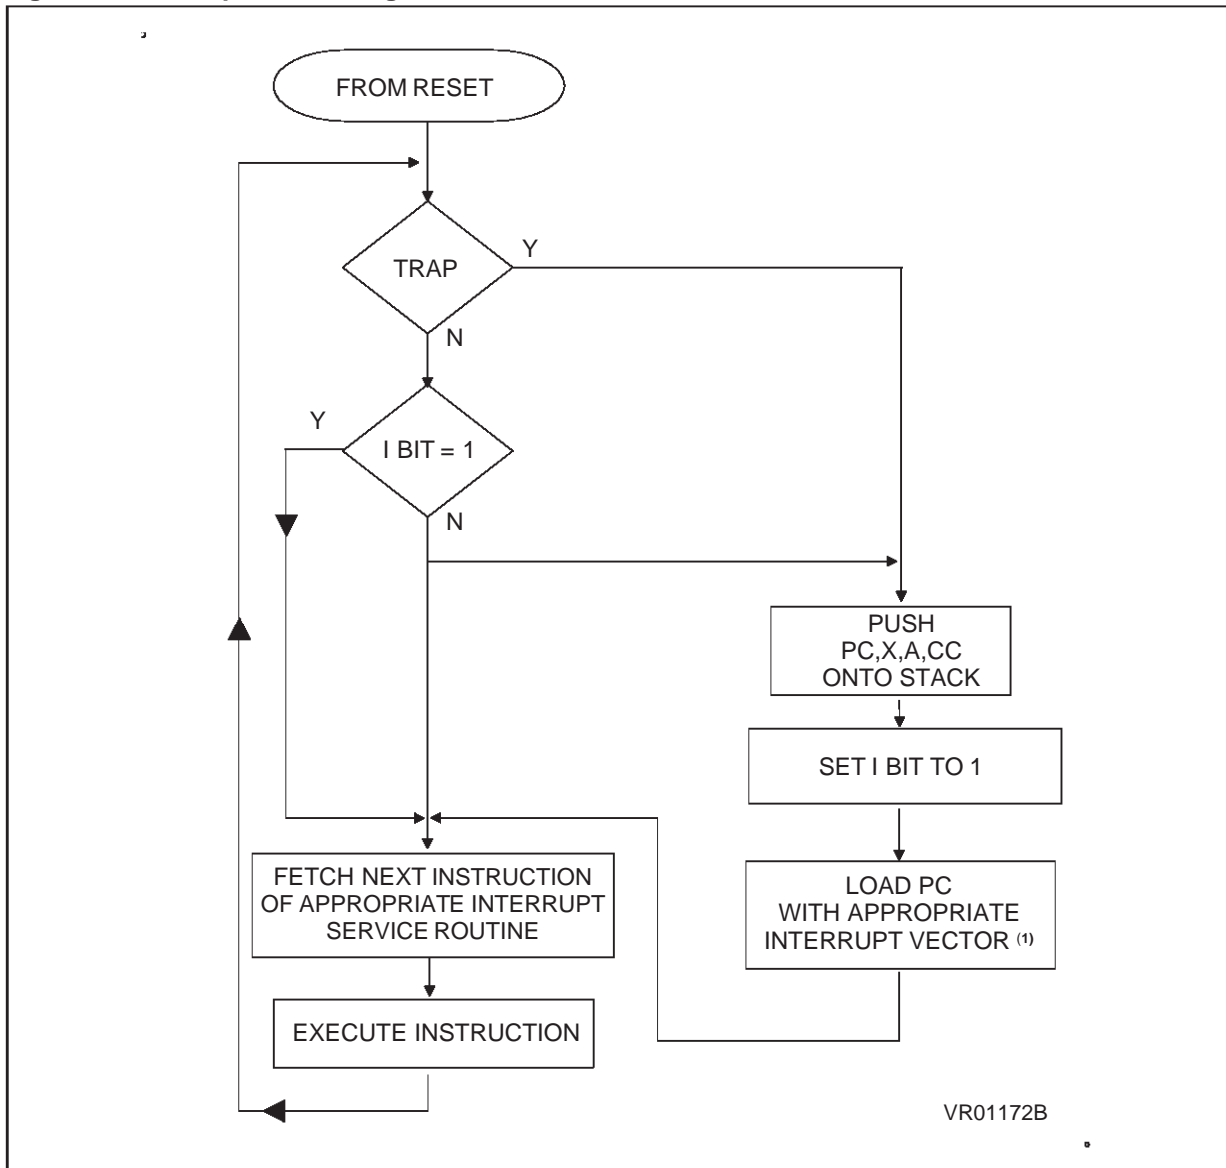 FROM RESET
TRAP
Y
N
Y
I BIT = 1
N
PUSH
PC,X,A,CC
ONTO STACK
SET I BIT TO 1
LOAD PC
WITH APPROPRIATE
INTERRUPT VECTOR (1)
FETCH NEXT INSTRUCTION
OF APPROPRIATE INTERRUPT
SERVICE ROUTINE
EXECUTE INSTRUCTION
VR01172B